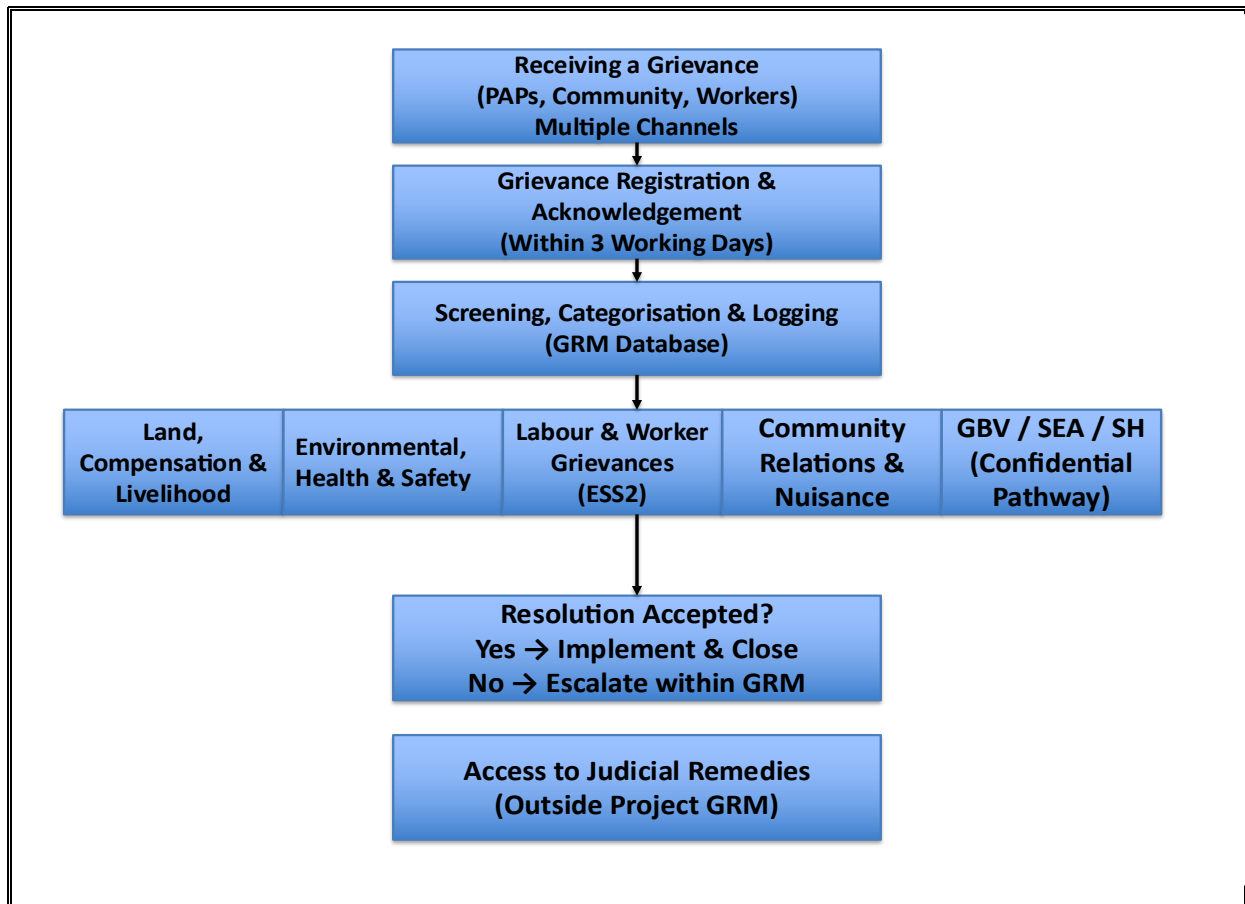 Receiving a Grievance
(PAPs, Community, Workers)
Multiple Channels
Grievance Registration &
Acknowledgement
(Within 3 Working Days)
Screening, Categorisation & Logging
(GRM Database)
Land,
Compensation &
Livelihood
Environmental,
Health & Safety
Labour & Worker
Grievances
(ESS2)
Community
Relations &
Nuisance
GBV / SEA / SH
(Confidential
Pathway)
Resolution Accepted?
Yes → Implement & Close
No → Escalate within GRM
Access to Judicial Remedies
(Outside Project GRM)